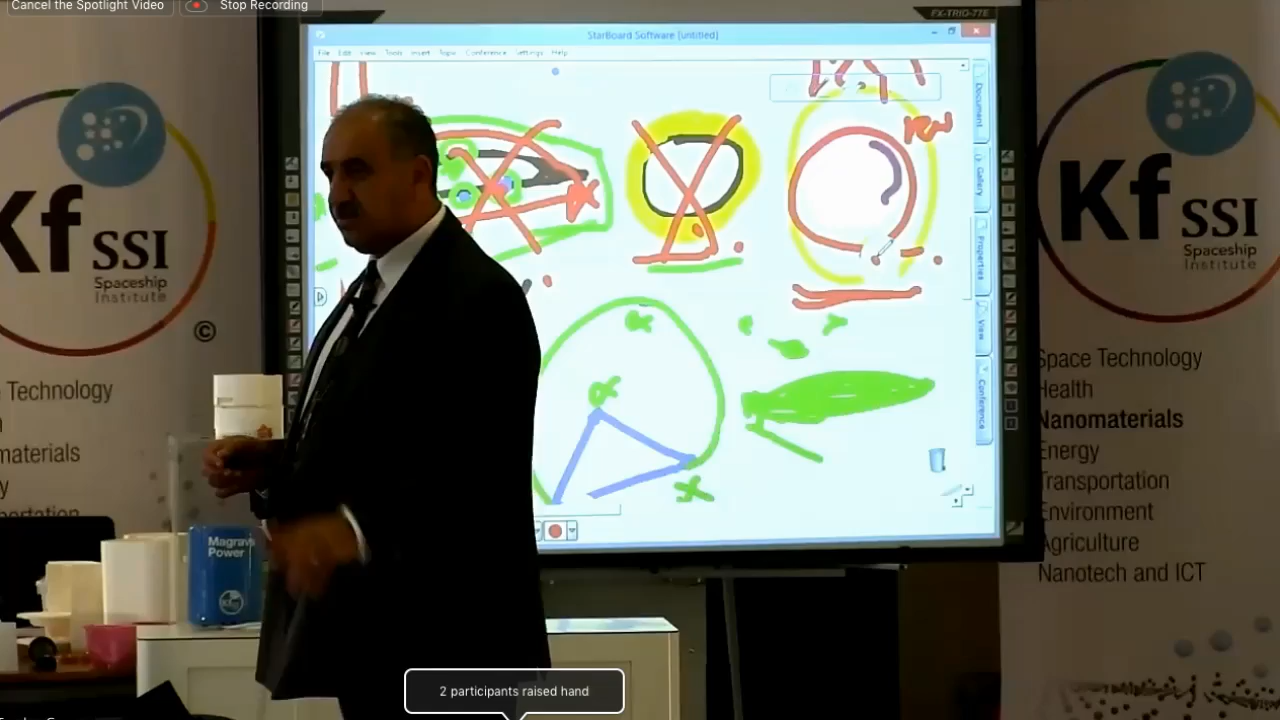 Cancel the Spotlight Video
Stop Recording
FX-TRIO-77E
StarBoard Software [untitled]
File Edit View Tools Insert Topic Conference Settings Help
Document
Gallery
Properties
View
Conference
Kf SSI
Spaceship
Institute
©
Technology
materials
Magrav
Power
Kf
Kf SSI
Spaceship
Institute
Space Technology
Health
Nanomaterials
Energy
Transportation
Environment
Agriculture
Nanotech and ICT
2 participants raised hand